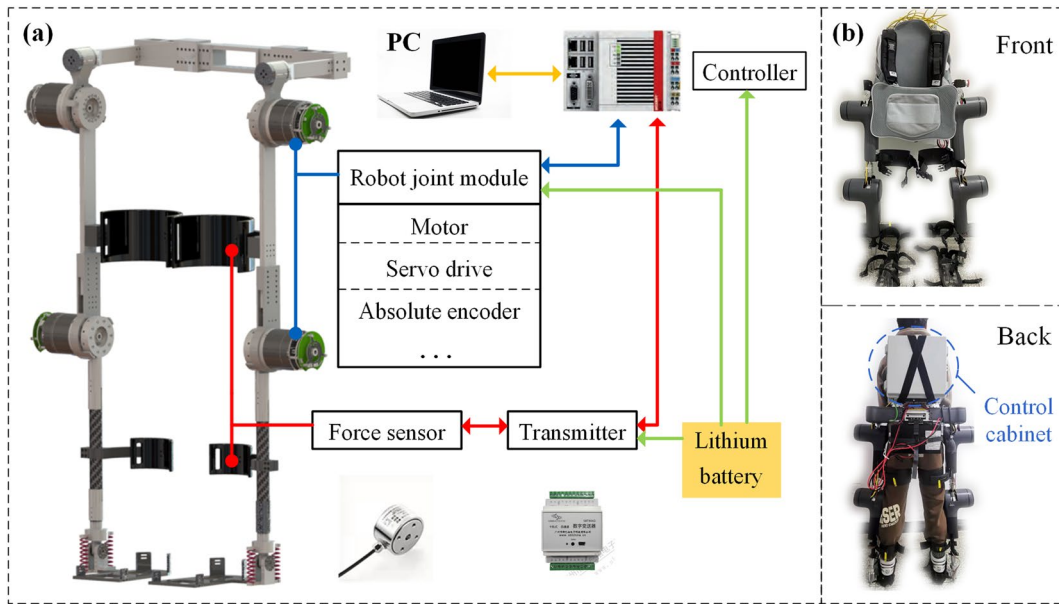 (a)
PC
Controller
Robot joint module
Motor
Servo drive
Absolute encoder
...
Force sensor
Transmitter
Lithium
battery
(b)
Front
Back
Control
cabinet